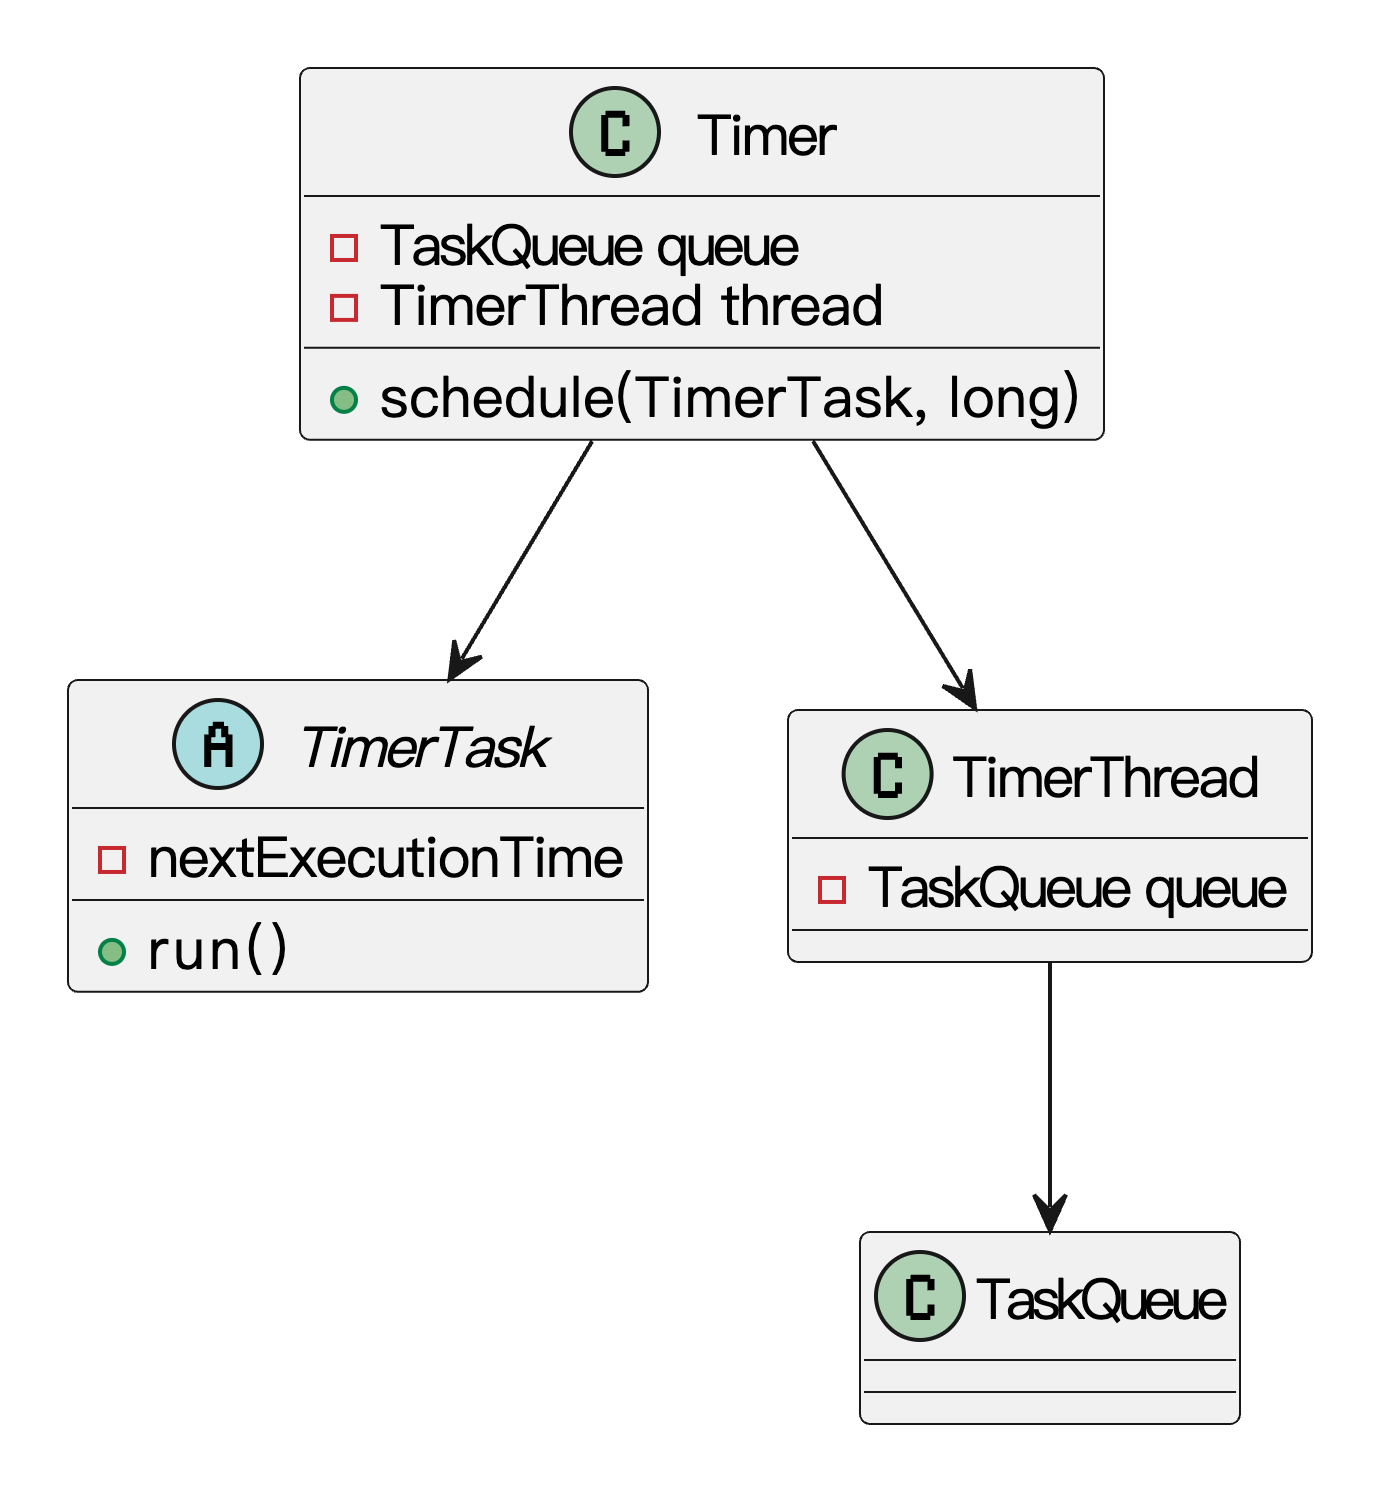 C Timer
TaskQueue queue
TimerThread thread
schedule(TimerTask, long)
A TimerTask
nextExecutionTime
run()
C TimerThread
TaskQueue queue
C TaskQueue